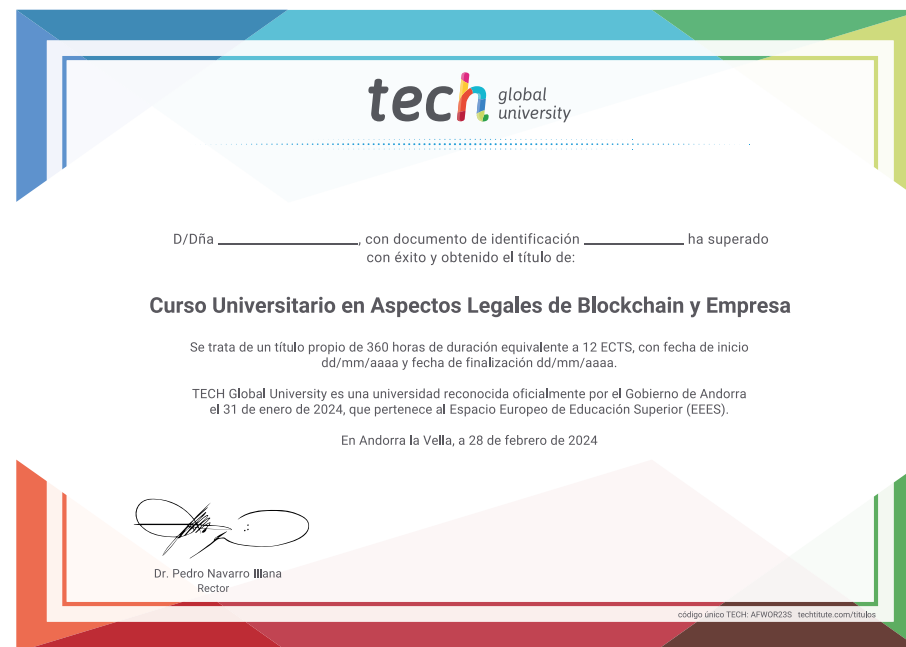 tech global
university
D/Dña ____________________, con documento de identificación ______________ ha superado
con éxito y obtenido el título de:
Curso Universitario en Aspectos Legales de Blockchain y Empresa
Se trata de un título propio de 360 horas de duración equivalente a 12 ECTS, con fecha de inicio
dd/mm/aaaa y fecha de finalización dd/mm/aaaa.
TECH Global University es una universidad reconocida oficialmente por el Gobierno de Andorra
el 31 de enero de 2024, que pertenece al Espacio Europeo de Educación Superior (EEES).
En Andorra la Vella, a 28 de febrero de 2024
Dr. Pedro Navarro Illana
Rector
código único TECH: AFWOR23S techtitute.com/titulos